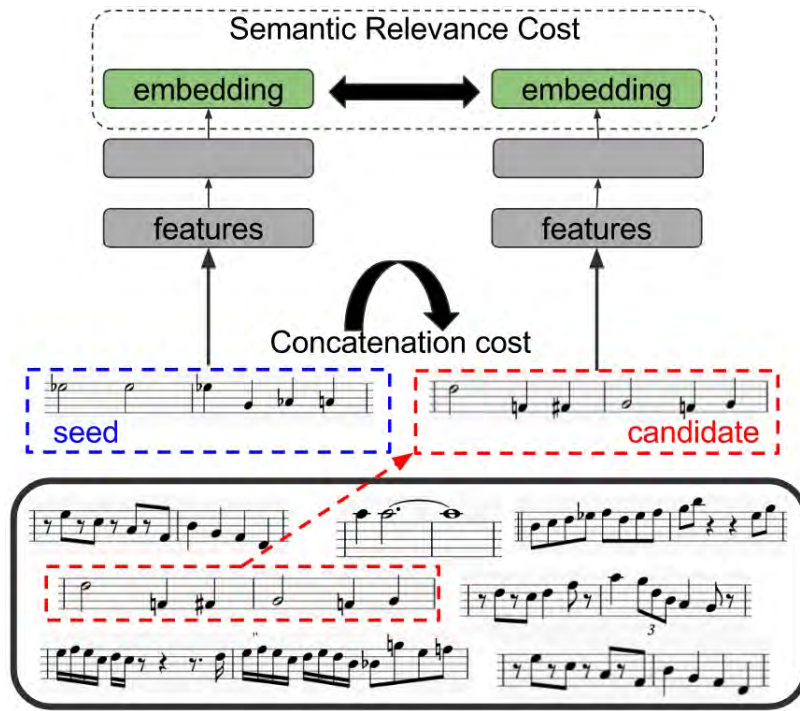 Semantic Relevance Cost
embedding embedding
features features
Concatenation cost
seed candidate
3